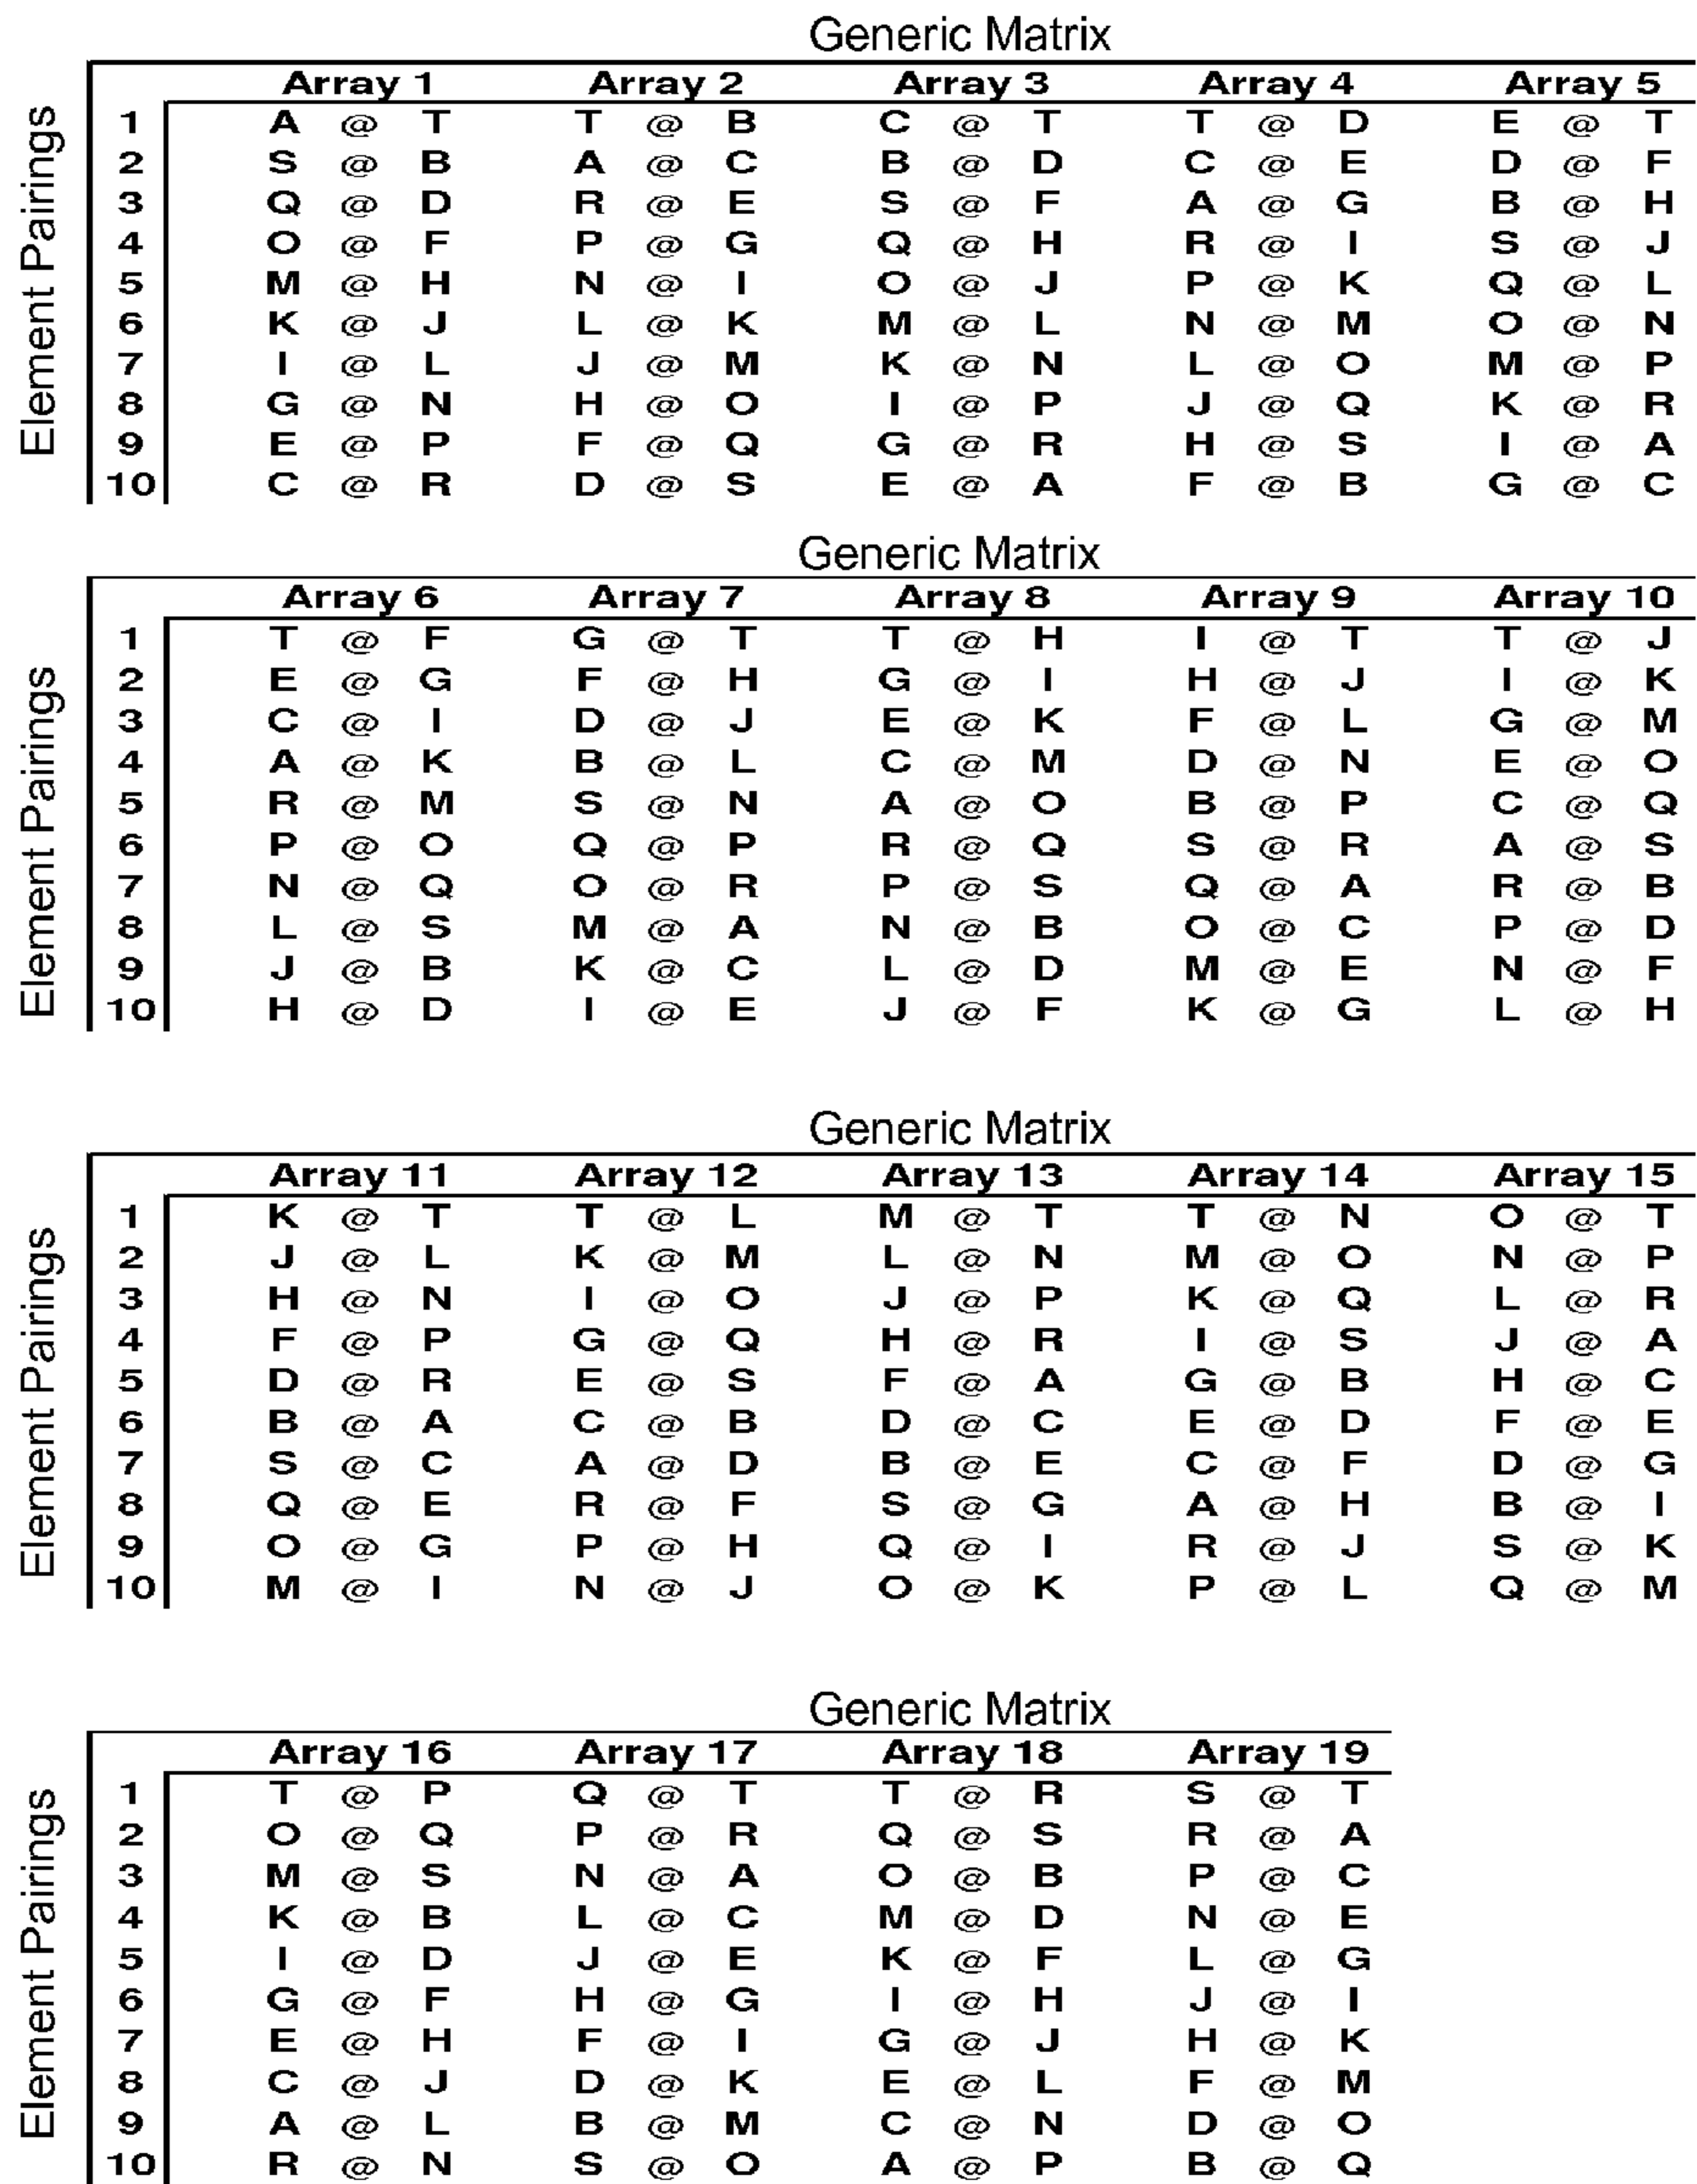 Generic Matrix
Array 1 Array 2 Array 3 Array 4 Array 5
Element Pairings
1 A @ T T @ B C @ T T @ D E @ T
2 S @ B A @ C B @ D C @ E D @ F
3 Q @ D R @ E S @ F A @ G B @ H
4 O @ F P @ G Q @ H R @ I S @ J
5 M @ H N @ I O @ J P @ K Q @ L
6 K @ J L @ K M @ L N @ M O @ N
7 I @ L J @ M K @ N L @ O M @ P
8 G @ N H @ O I @ P J @ Q K @ R
9 E @ P F @ Q G @ R H @ S I @ A
10 C @ R D @ S E @ A F @ B G @ C
Generic Matrix
Array 6 Array 7 Array 8 Array 9 Array 10
Element Pairings
1 T @ F G @ T T @ H I @ T T @ J
2 E @ G F @ H G @ I H @ J I @ K
3 C @ I D @ J E @ K F @ L G @ M
4 A @ K B @ L C @ M D @ N E @ O
5 R @ M S @ N A @ O B @ P C @ Q
6 P @ O Q @ P R @ Q S @ R A @ S
7 N @ Q O @ R P @ S Q @ A R @ B
8 L @ S M @ A N @ B O @ C P @ D
9 J @ B K @ C L @ D M @ E N @ F
10 H @ D I @ E J @ F K @ G L @ H
Generic Matrix
Array 11 Array 12 Array 13 Array 14 Array 15
Element Pairings
1 K @ T T @ L M @ T T @ N O @ T
2 J @ L K @ M L @ N M @ O N @ P
3 H @ N I @ O J @ P K @ Q L @ R
4 F @ P G @ Q H @ R I @ S J @ A
5 D @ R E @ S F @ A G @ B H @ C
6 B @ A C @ B D @ C E @ D F @ E
7 S @ C A @ D B @ E C @ F D @ G
8 Q @ E R @ F S @ G A @ H B @ I
9 O @ G P @ H Q @ I R @ J S @ K
10 M @ I N @ J O @ K P @ L Q @ M
Generic Matrix
Array 16 Array 17 Array 18 Array 19
Element Pairings
1 T @ P Q @ T T @ R S @ T
2 O @ Q P @ R Q @ S R @ A
3 M @ S N @ A O @ B P @ C
4 K @ B L @ C M @ D N @ E
5 I @ D J @ E K @ F L @ G
6 G @ F H @ G I @ H J @ I
7 E @ H F @ I G @ J H @ K
8 C @ J D @ K E @ L F @ M
9 A @ L B @ M C @ N D @ O
10 R @ N S @ O A @ P B @ Q